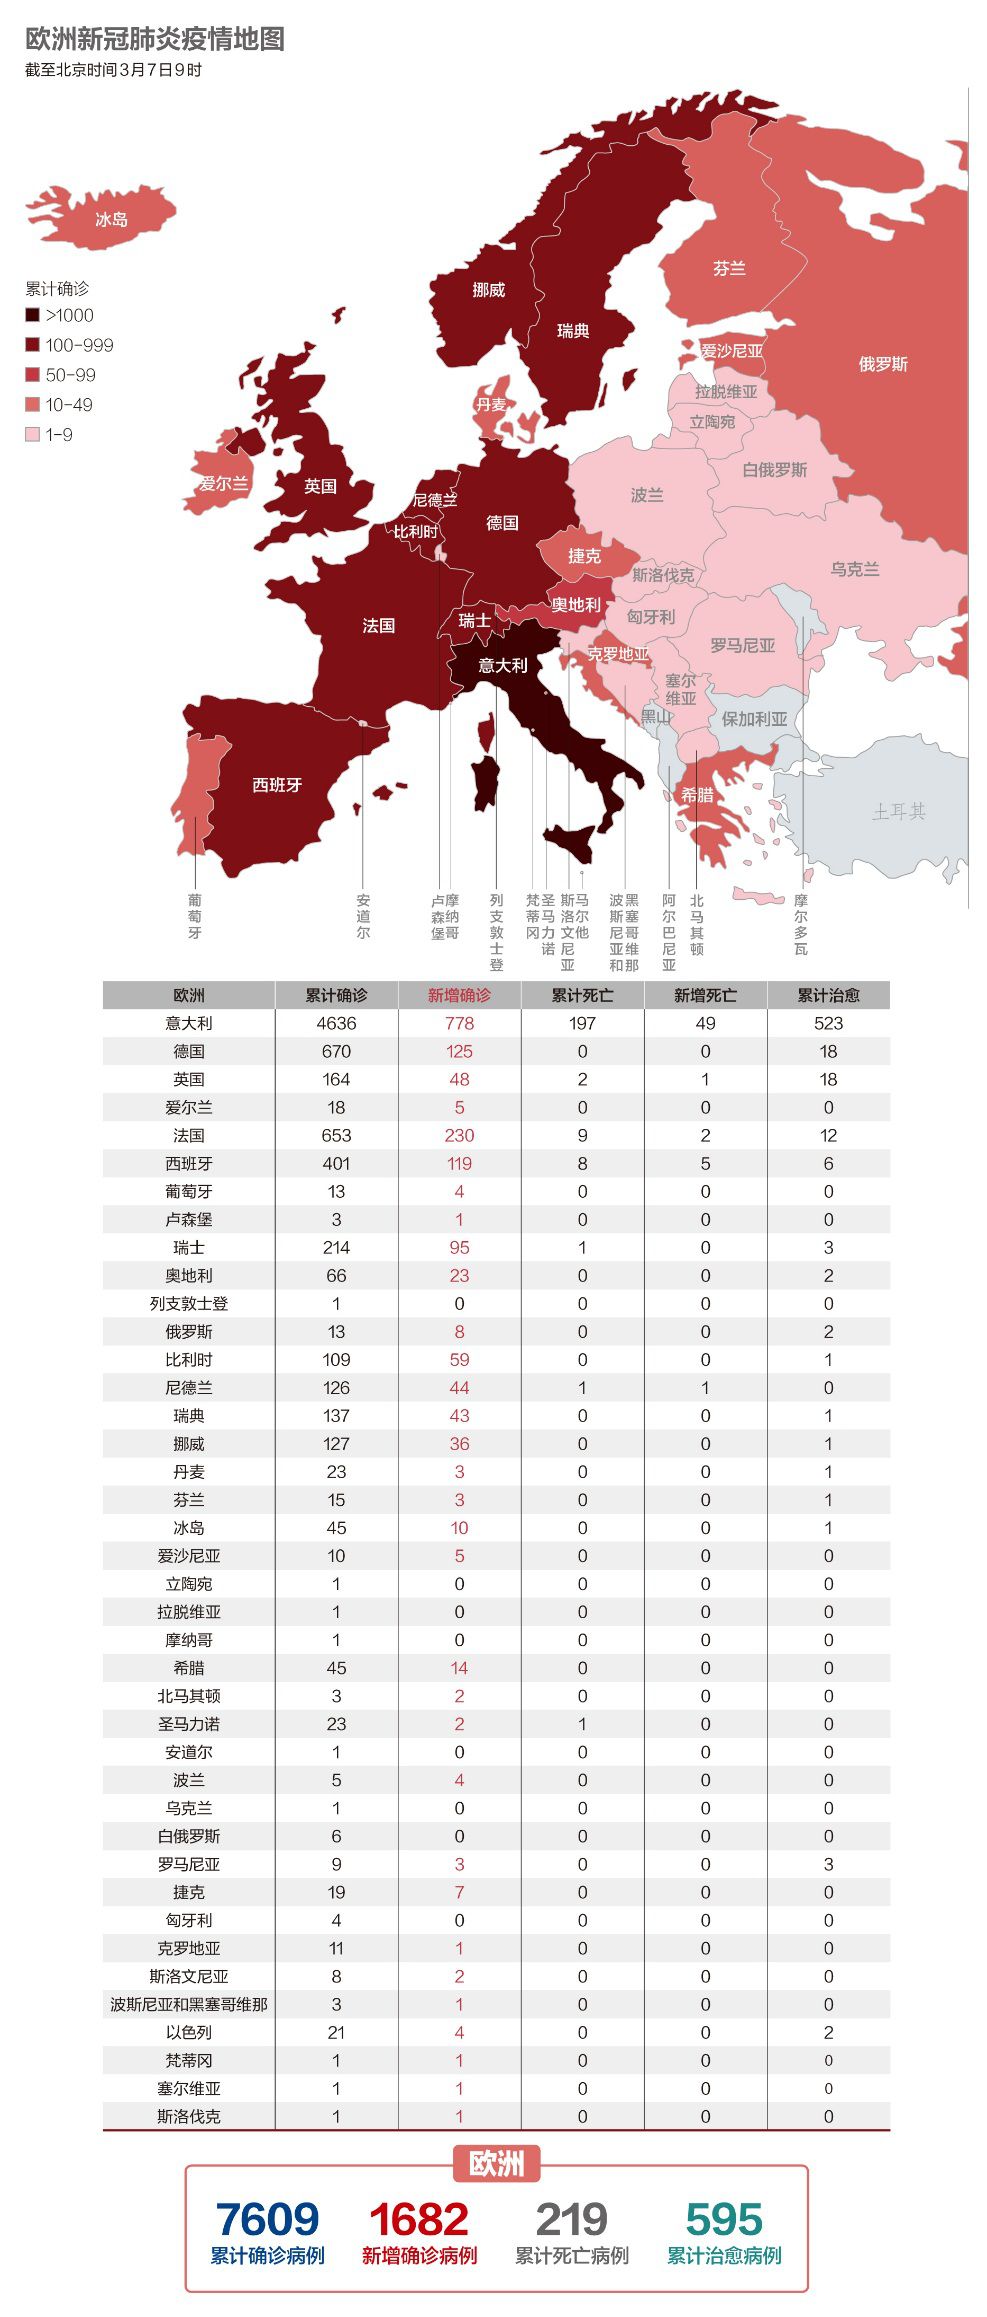 欧洲新冠肺炎疫情地图
截至北京时间3月7日9时
冰岛
累计确诊
>1000
100-999
50-99
10-49
1-9
挪威
瑞典
芬兰
俄罗斯
爱沙尼亚
拉脱维亚
立陶宛
白俄罗斯
丹麦
爱尔兰
英国
尼德兰
比利时
德国
波兰
捷克
斯洛伐克
乌克兰
奥地利
匈牙利
法国
瑞士
意大利
克罗地亚
罗马尼亚
塞尔
维亚
黑山
保加利亚
西班牙
希腊
土耳其
葡萄牙
安道尔
卢森堡
摩纳哥
列支敦士登
梵蒂冈
圣马力诺
斯洛文尼亚
马尔他
波斯尼亚和
黑塞哥维那
阿尔巴尼亚
北马其顿
摩尔多瓦
欧洲 累计确诊 新增确诊 累计死亡 新增死亡 累计治愈
意大利 4636 778 197 49 523
德国 670 125 0 0 18
英国 164 48 2 1 18
爱尔兰 18 5 0 0 0
法国 653 230 9 2 12
西班牙 401 119 8 5 6
葡萄牙 13 4 0 0 0
卢森堡 3 1 0 0 0
瑞士 214 95 1 0 3
奥地利 66 23 0 0 2
列支敦士登 1 0 0 0 0
俄罗斯 13 8 0 0 2
比利时 109 59 0 0 1
尼德兰 126 44 1 1 0
瑞典 137 43 0 0 1
挪威 127 36 0 0 1
丹麦 23 3 0 0 1
芬兰 15 3 0 0 1
冰岛 45 10 0 0 1
爱沙尼亚 10 5 0 0 0
立陶宛 1 0 0 0 0
拉脱维亚 1 0 0 0 0
摩纳哥 1 0 0 0 0
希腊 45 14 0 0 0
北马其顿 3 2 0 0 0
圣马力诺 23 2 1 0 0
安道尔 1 0 0 0 0
波兰 5 4 0 0 0
乌克兰 1 0 0 0 0
白俄罗斯 6 0 0 0 0
罗马尼亚 9 3 0 0 3
捷克 19 7 0 0 0
匈牙利 4 0 0 0 0
克罗地亚 11 1 0 0 0
斯洛文尼亚 8 2 0 0 0
波斯尼亚和黑塞哥维那 3 1 0 0 0
以色列 21 4 0 0 2
梵蒂冈 1 1 0 0 0
塞尔维亚 1 1 0 0 0
斯洛伐克 1 1 0 0 0
欧洲
7609 1682 219 595
累计确诊病例 新增确诊病例 累计死亡病例 累计治愈病例